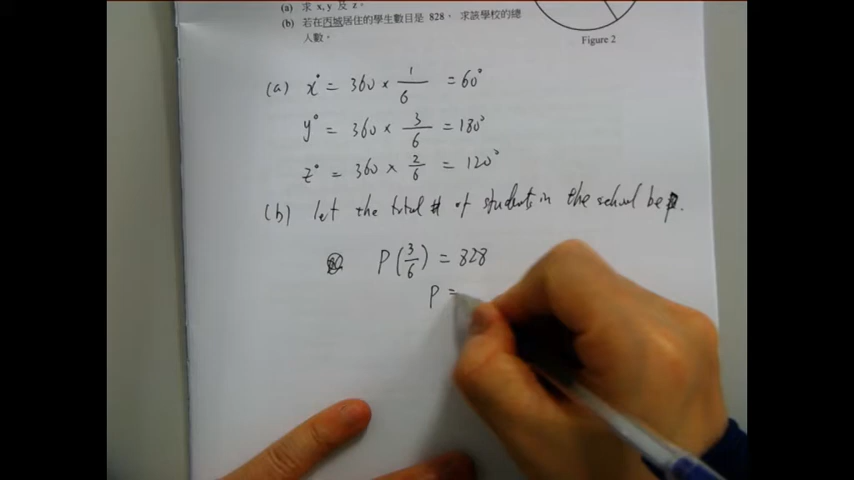 (a) 求 x, y 及 z。
(b) 若在丙城居住的學生數目是 828，求該學校的總
人數。
Figure 2
(a) x° = 360 × 1/6 = 60°
y° = 360 × 3/6 = 180°
z° = 360 × 2/6 = 120°
(b) let the total # of students in the school be P.
P(3/6) = 828
P =